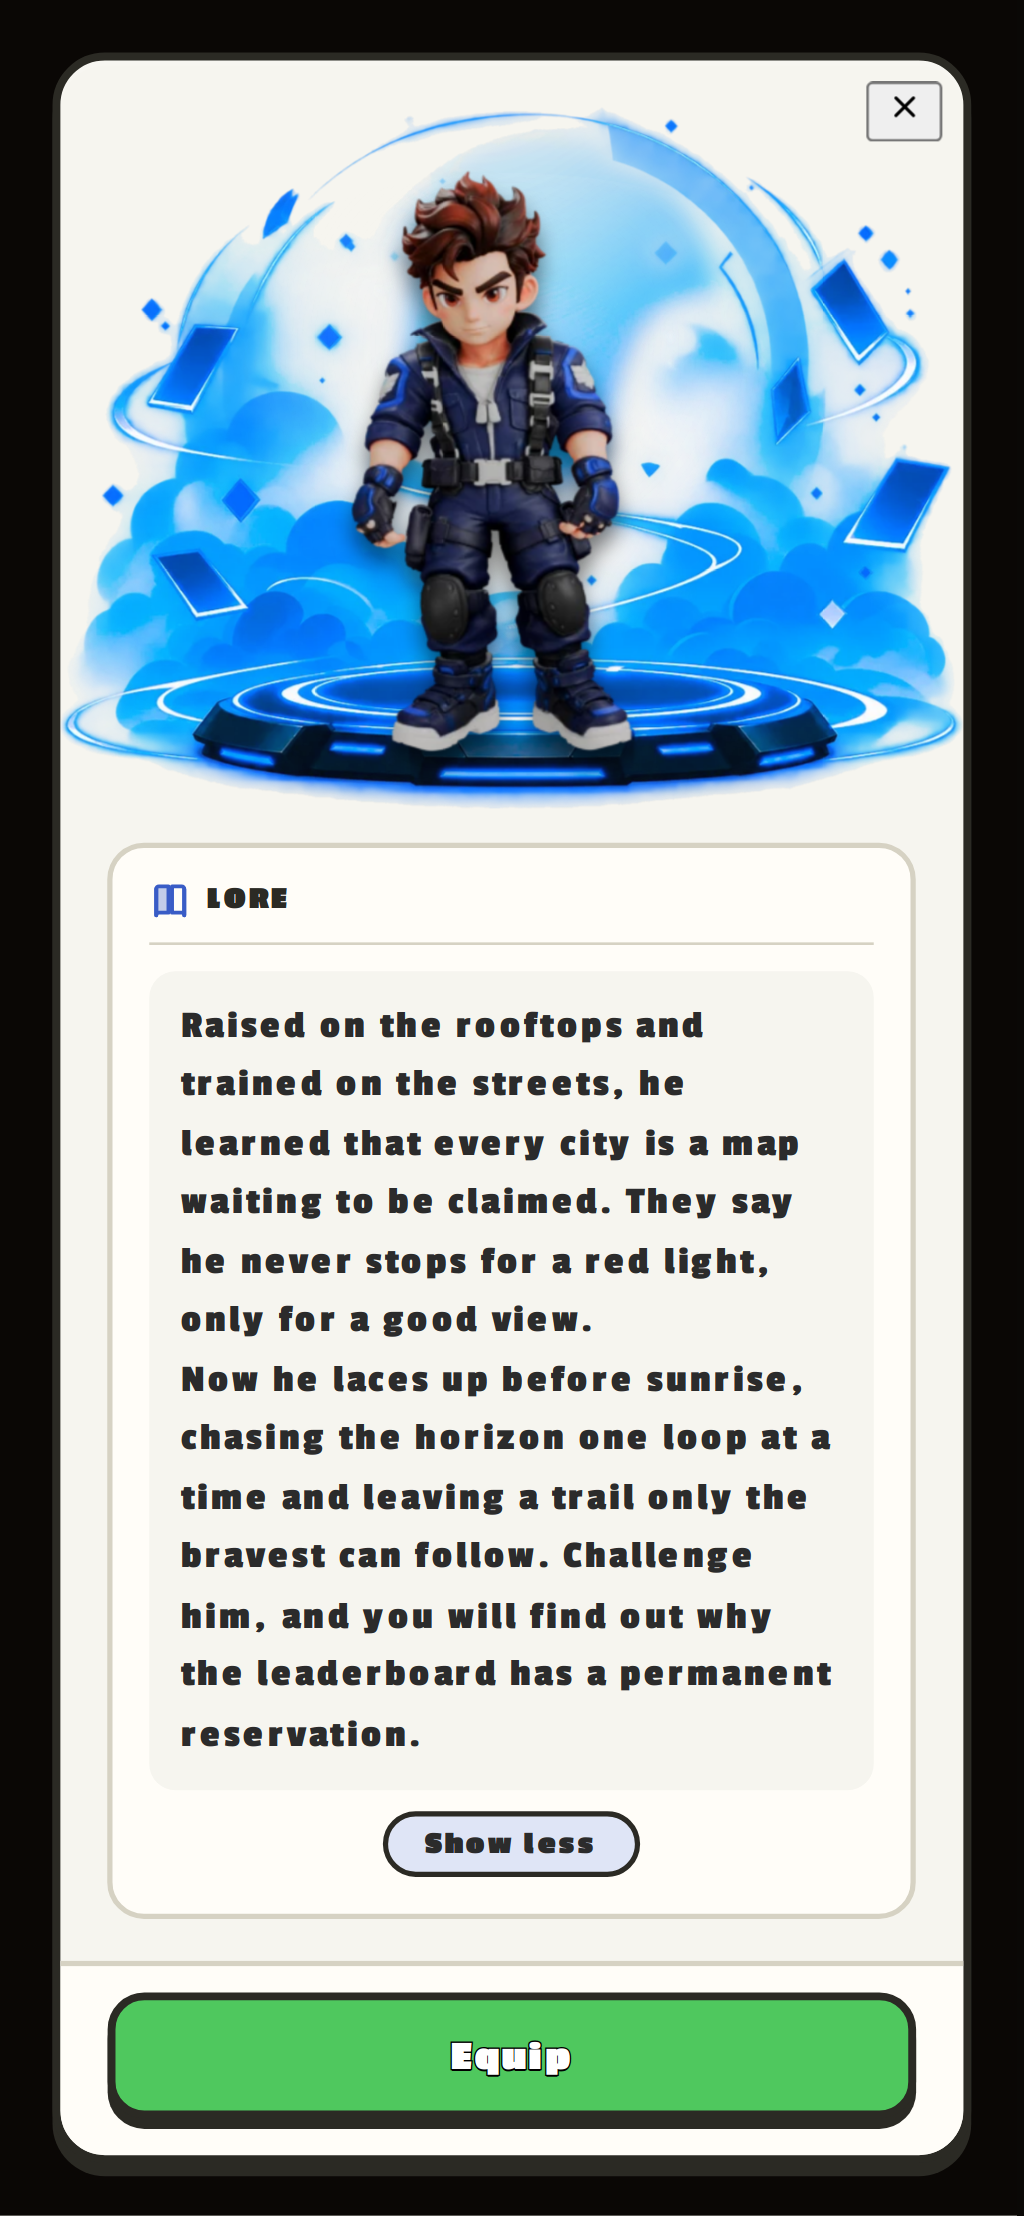 LORE
Raised on the rooftops and
trained on the streets, he
learned that every city is a map
waiting to be claimed. They say
he never stops for a red light,
only for a good view.
Now he laces up before sunrise,
chasing the horizon one loop at a
time and leaving a trail only the
bravest can follow. Challenge
him, and you will find out why
the leaderboard has a permanent
reservation.
Show less
Equip